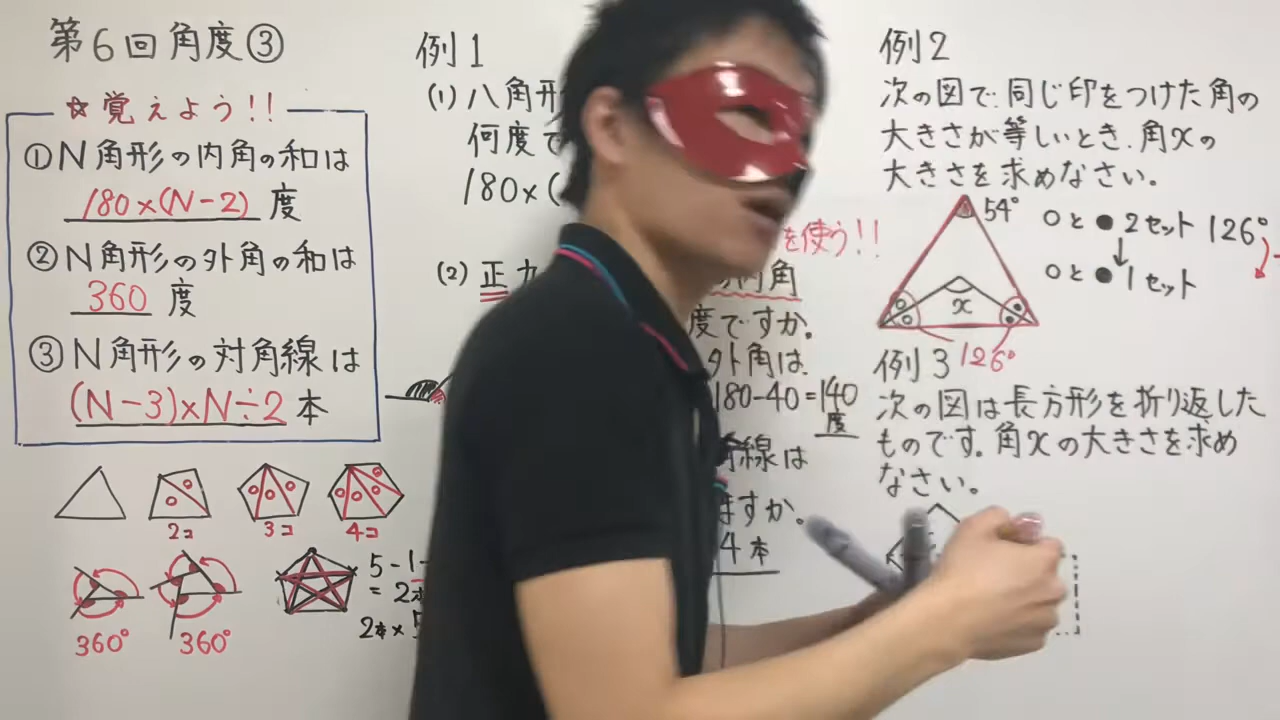 第6回角度③
☆覚えよう!!
①N角形の内角の和は
180×(N-2)度
②N角形の外角の和は
360度
③N角形の対角線は
(N-3)×N÷2本
2コ
3コ
4コ
360°
360°
5-1-
=2本
2本×5
例1
(1)八角形
何度で
180×(
を使う!!
(2)正九
内角
度ですか。
外角は
180-40=140
度
角線は
ますか。
4本
例2
次の図で、同じ印をつけた角の
大きさが等しいとき、角xの
大きさを求めなさい。
54°
x
126°
○と●2セット126°
↓
○と●1セット
例3
次の図は長方形を折り返した
ものです。角xの大きさを求め
なさい。